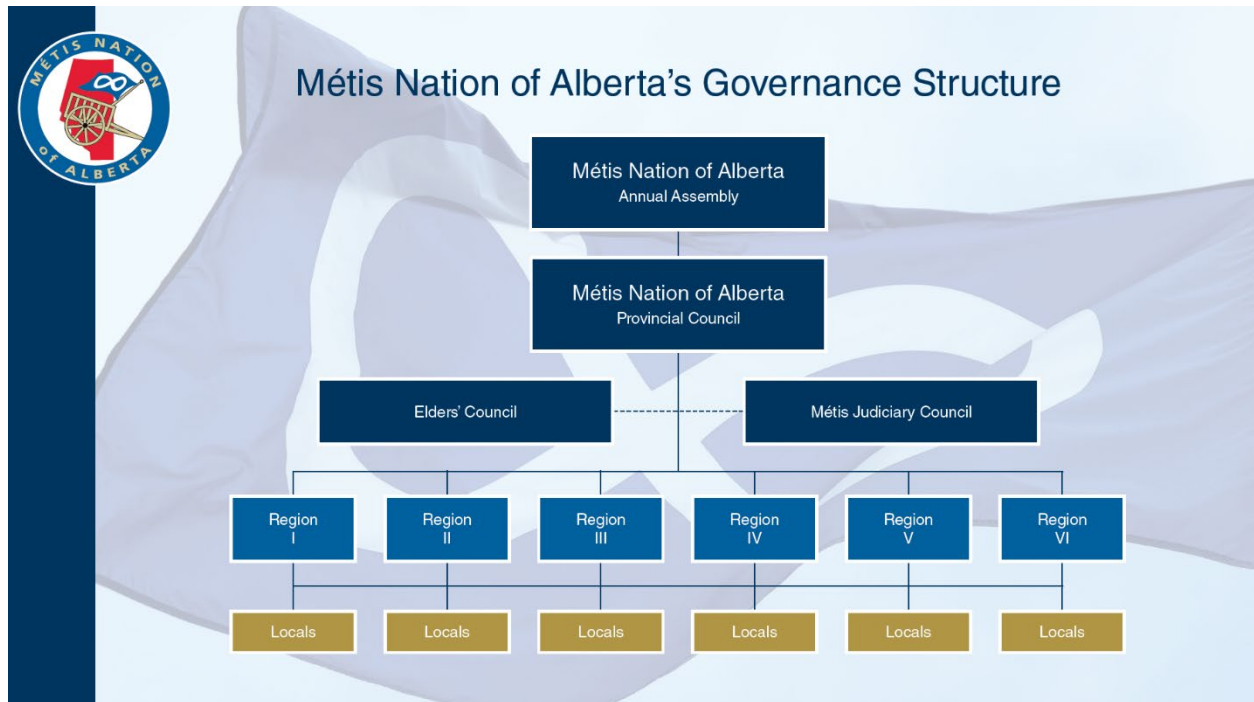 MÉTIS NATION
of ALBERTA
Métis Nation of Alberta's Governance Structure
Métis Nation of Alberta
Annual Assembly
Métis Nation of Alberta
Provincial Council
Elders' Council
Métis Judiciary Council
Region
I
Region
II
Region
III
Region
IV
Region
V
Region
VI
Locals
Locals
Locals
Locals
Locals
Locals